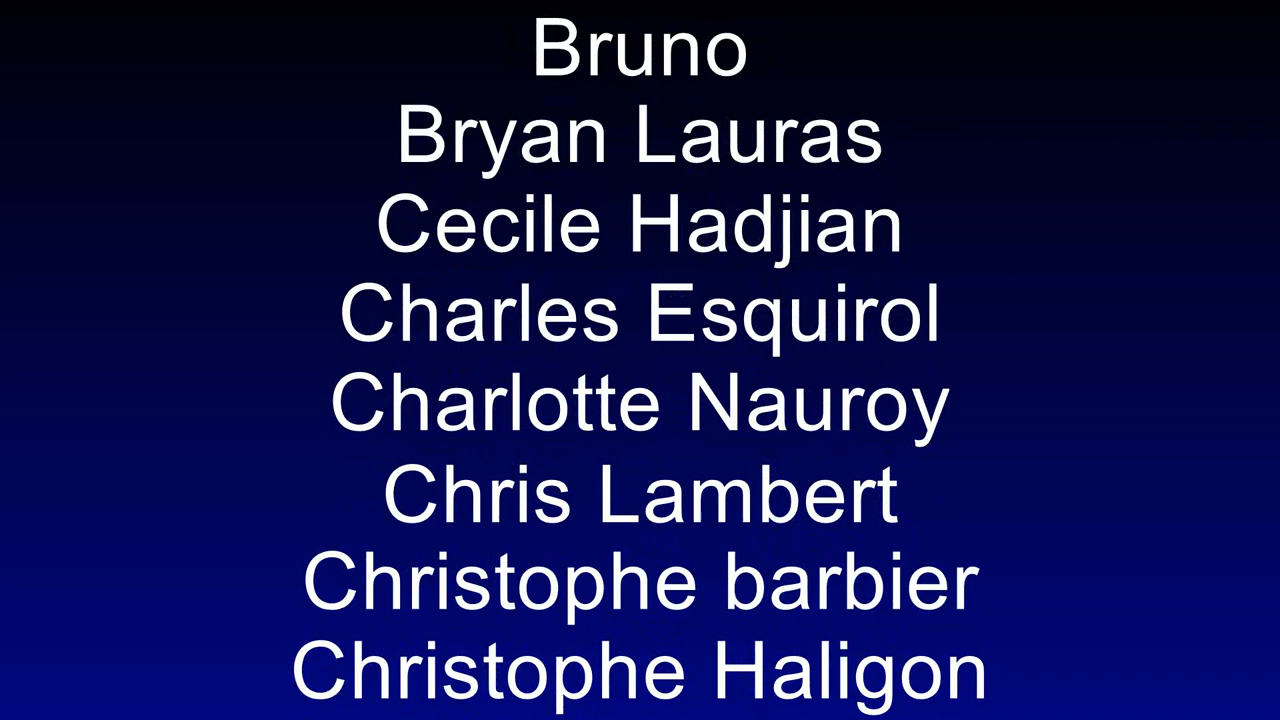 Bruno
Bryan Lauras
Cecile Hadjian
Charles Esquirol
Charlotte Nauroy
Chris Lambert
Christophe barbier
Christophe Haligon